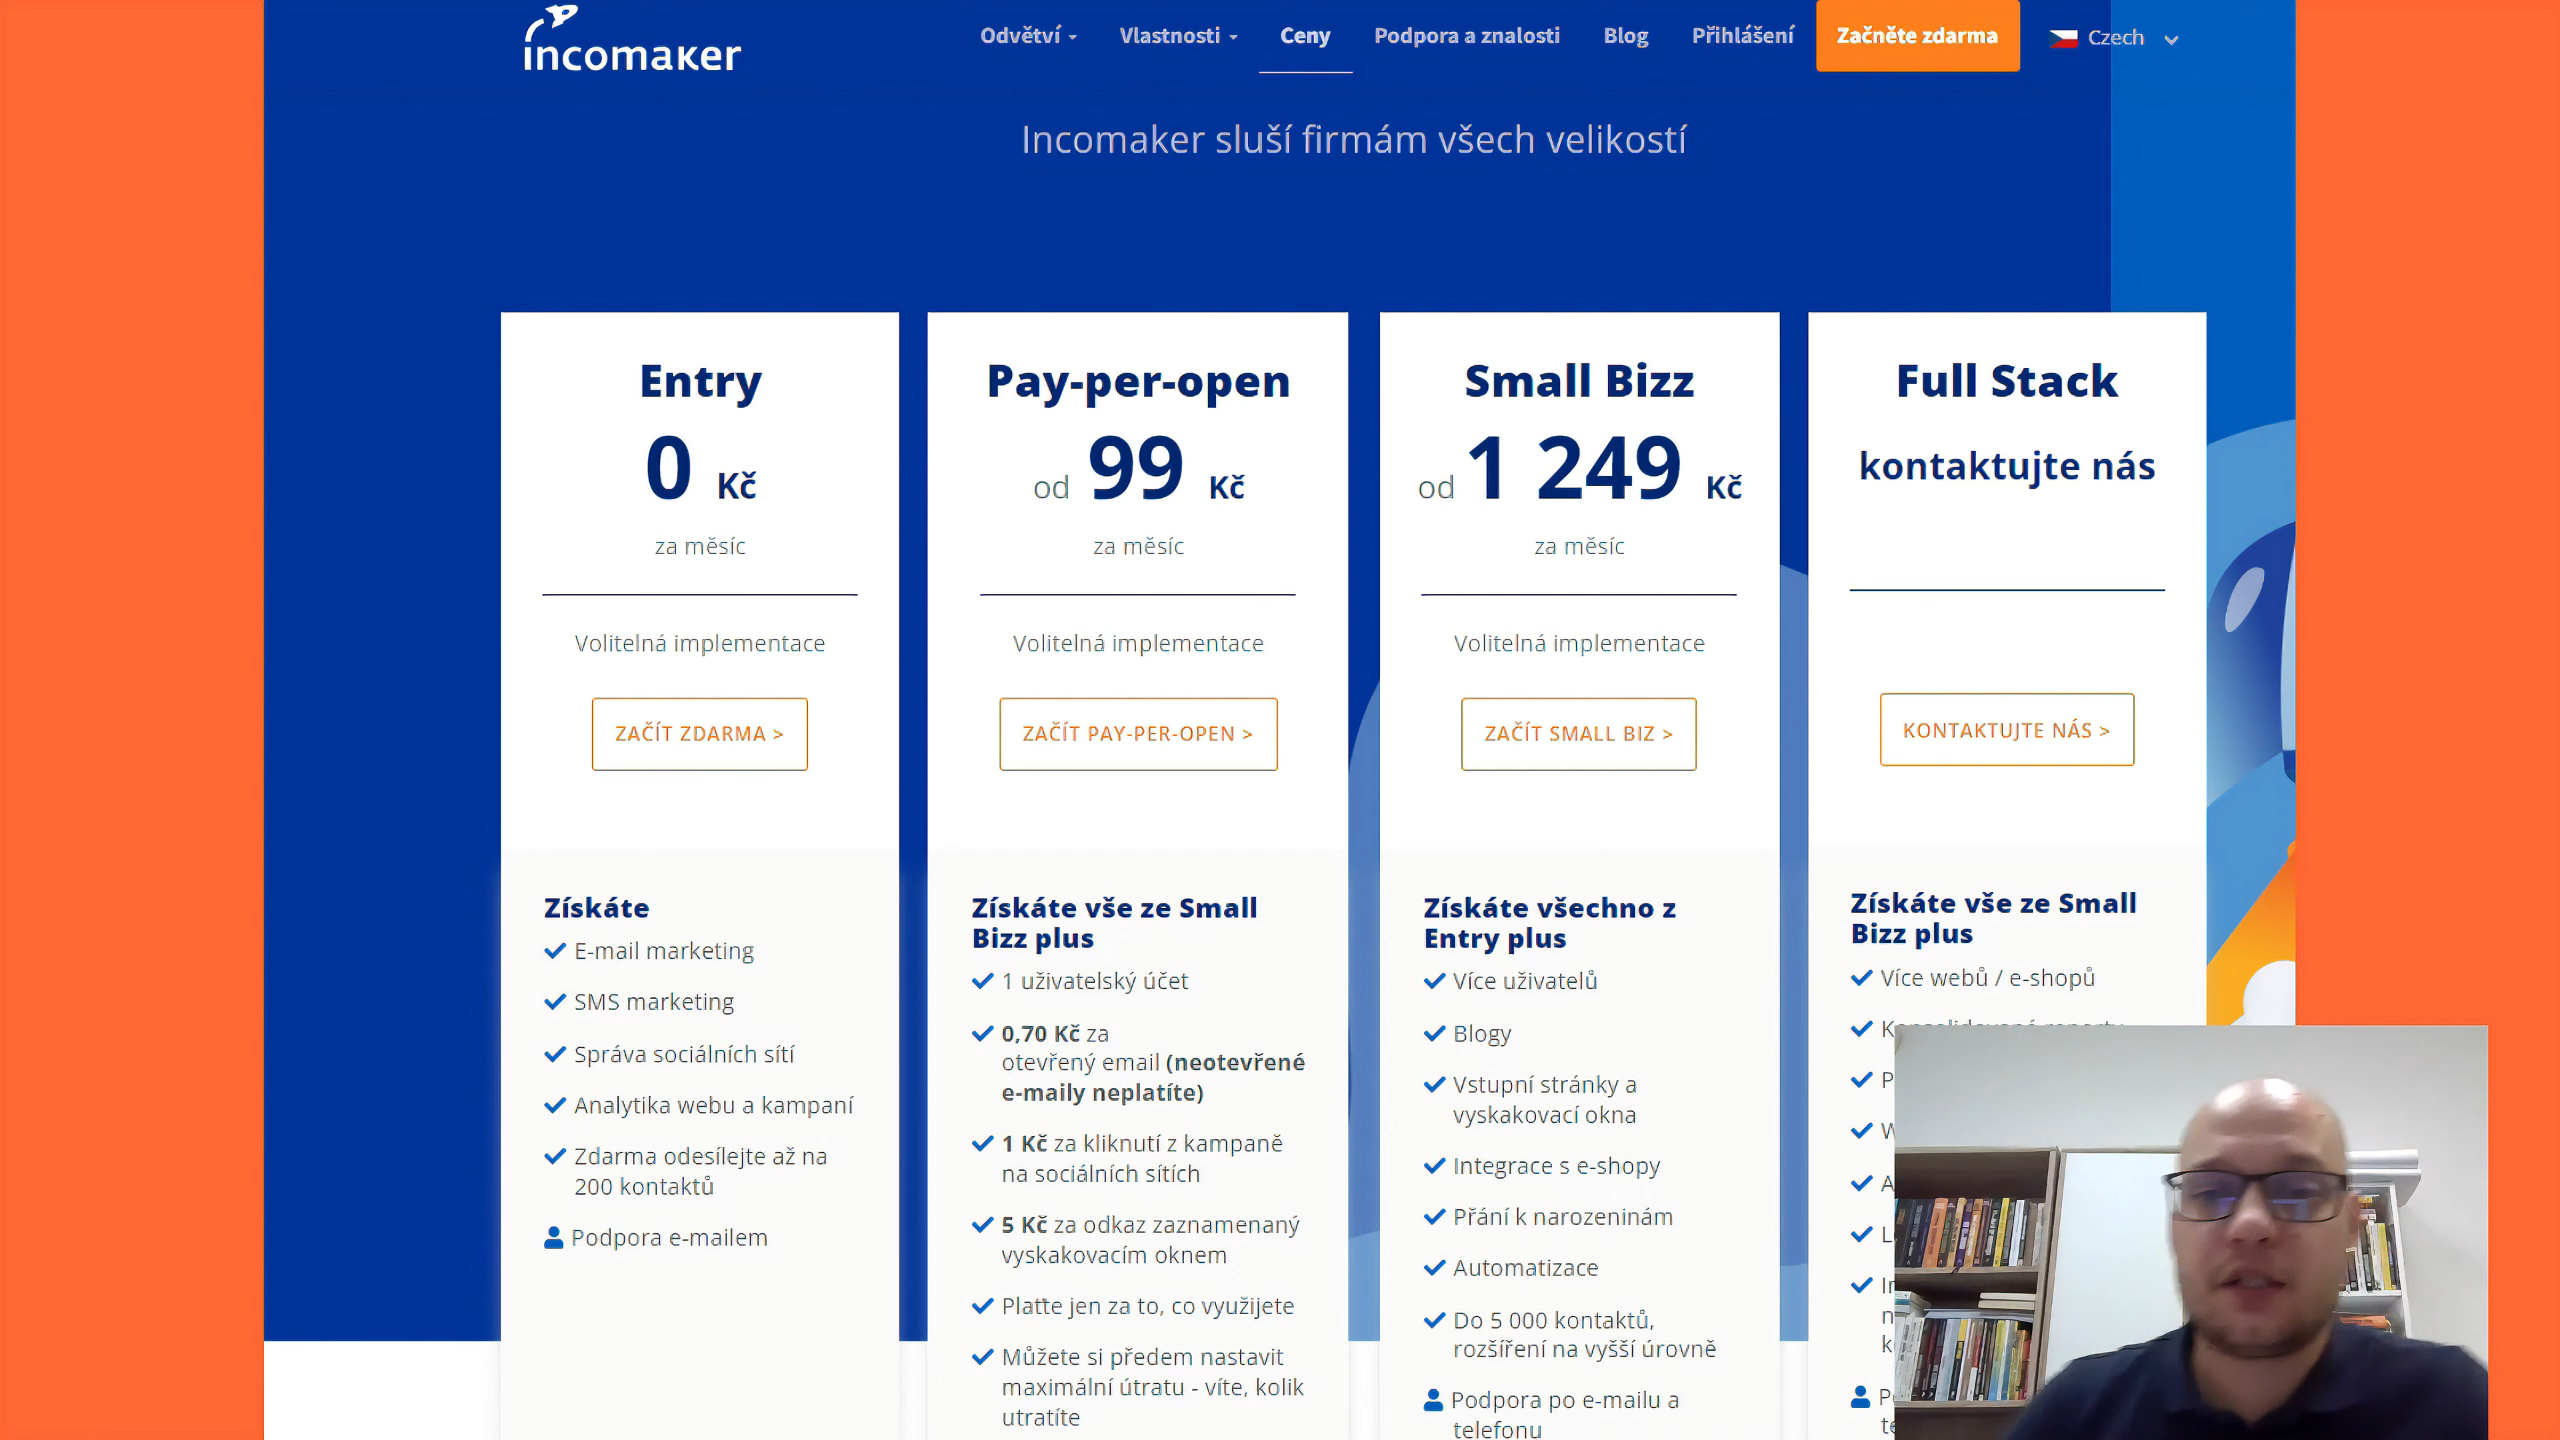 incomaker
Odvětví
Vlastnosti
Ceny
Podpora a znalosti
Blog
Přihlášení
Začněte zdarma
Czech
Incomaker sluší firmám všech velikostí
Entry
0 Kč
za měsíc
Volitelná implementace
ZAČÍT ZDARMA >
Získáte
E-mail marketing
SMS marketing
Správa sociálních sítí
Analytika webu a kampaní
Zdarma odesílejte až na
200 kontaktů
Podpora e-mailem
Pay-per-open
od 99 Kč
za měsíc
Volitelná implementace
ZAČÍT PAY-PER-OPEN >
Získáte vše ze Small
Bizz plus
1 uživatelský účet
0,70 Kč za
otevřený email (neotevřené
e-maily neplatíte)
1 Kč za kliknutí z kampaně
na sociálních sítích
5 Kč za odkaz zaznamenaný
vyskakovacím oknem
Platte jen za to, co využijete
Můžete si předem nastavit
maximální útratu - víte, kolik
utratíte
Small Bizz
od 1 249 Kč
za měsíc
Volitelná implementace
ZAČÍT SMALL BIZ >
Získáte všechno z
Entry plus
Více uživatelů
Blogy
Vstupní stránky a
vyskakovací okna
Integrace s e-shopy
Přání k narozeninám
Automatizace
Do 5 000 kontaktů,
rozšíření na vyšší úrovně
Podpora po e-mailu a
telefonu
Full Stack
kontaktujte nás
KONTAKTUJTE NÁS >
Získáte vše ze Small
Bizz plus
Více webů / e-shopů